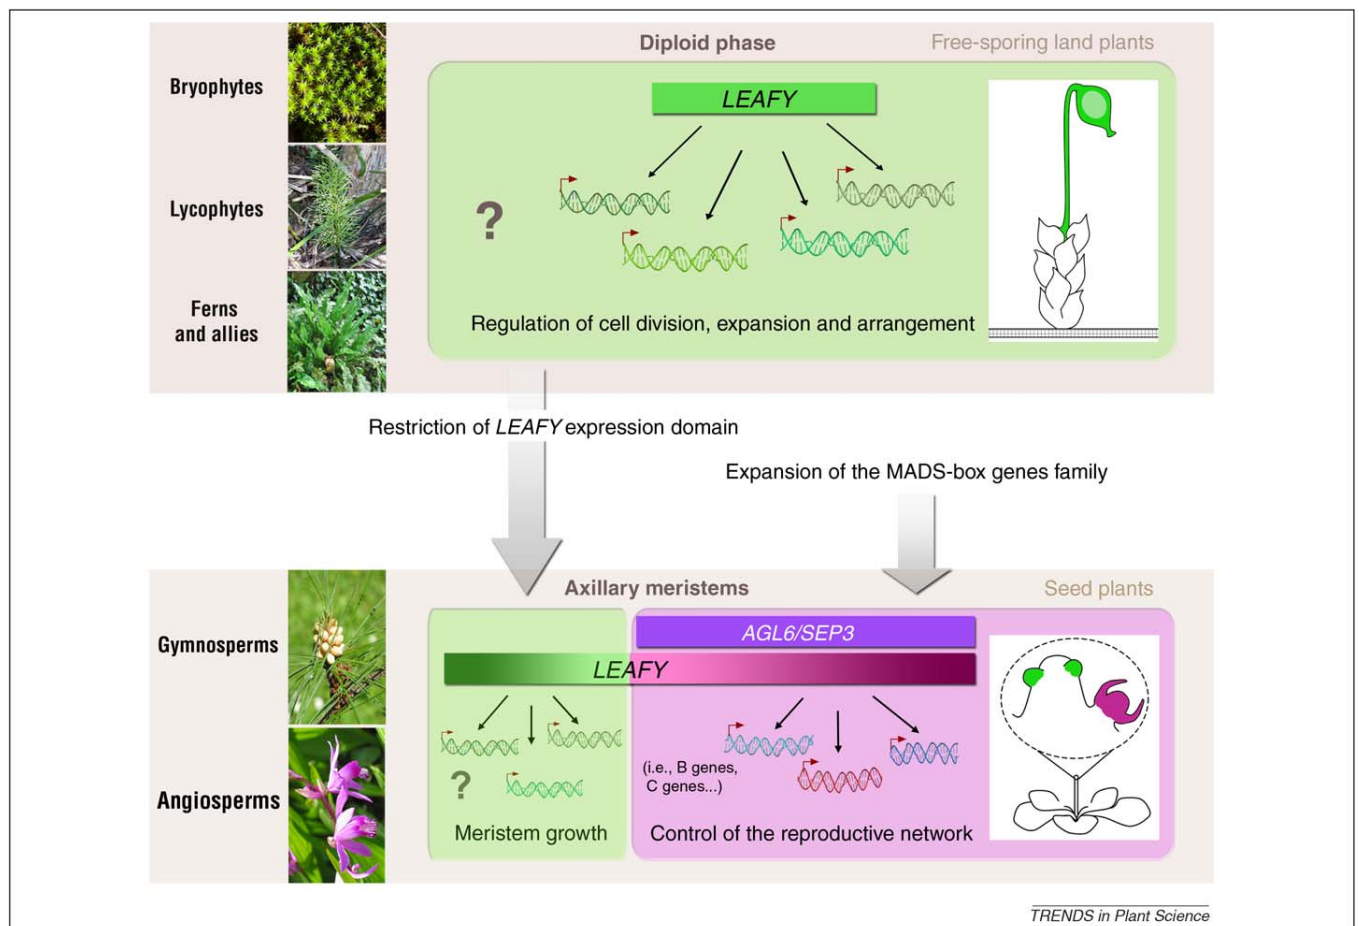 Diploid phase
Free-sporing land plants
Bryophytes
LEAFY
Lycophytes
?
Ferns
and allies
Regulation of cell division, expansion and arrangement
Restriction of LEAFY expression domain
Expansion of the MADS-box genes family
Axillary meristems
Seed plants
Gymnosperms
AGL6/SEP3
LEAFY
(i.e., B genes,
C genes...)
?
Angiosperms
Meristem growth
Control of the reproductive network
TRENDS in Plant Science